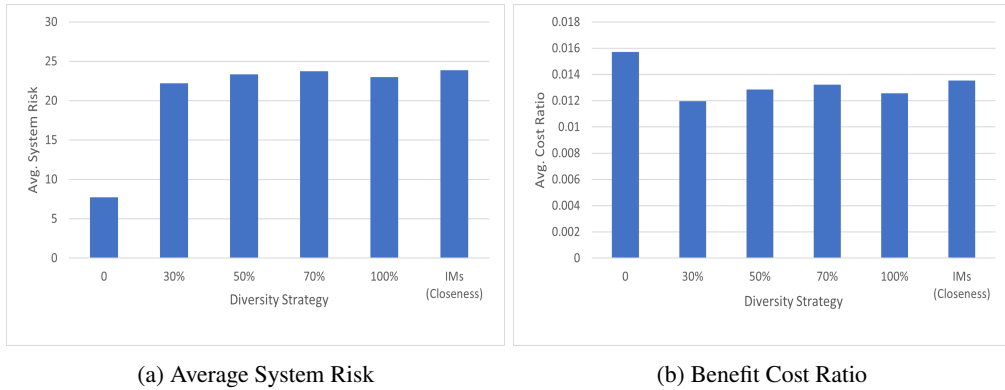 30
25
20
15
10
5
0
Avg. System Risk
0 30% 50% 70% 100% IMs
(Closeness)
Diversity Strategy
(a) Average System Risk
0.018
0.016
0.014
0.012
0.01
0.008
0.006
0.004
0.002
0
Avg. Cost Ratio
0 30% 50% 70% 100% IMs
(Closeness)
Diversity Strategy
(b) Benefit Cost Ratio